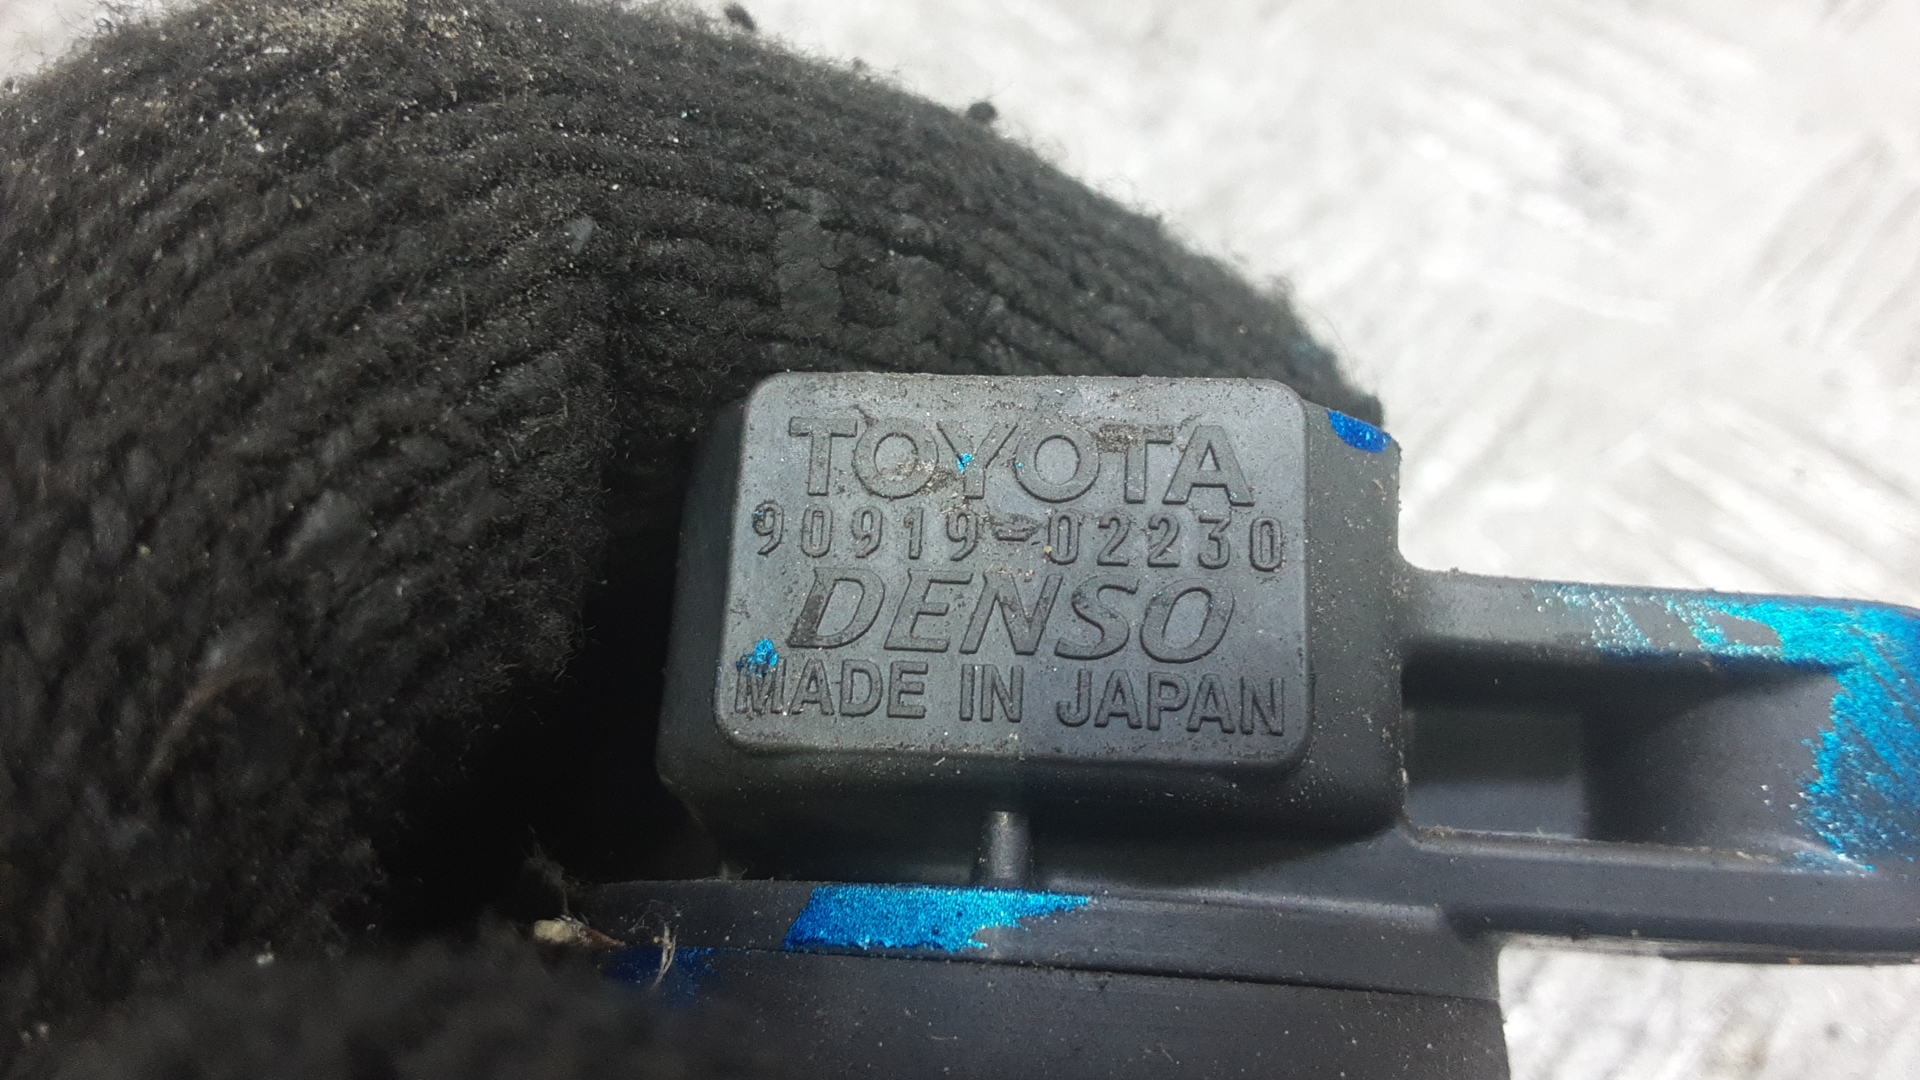 TOYOTA
90919-02230
DENSO
MADE IN JAPAN